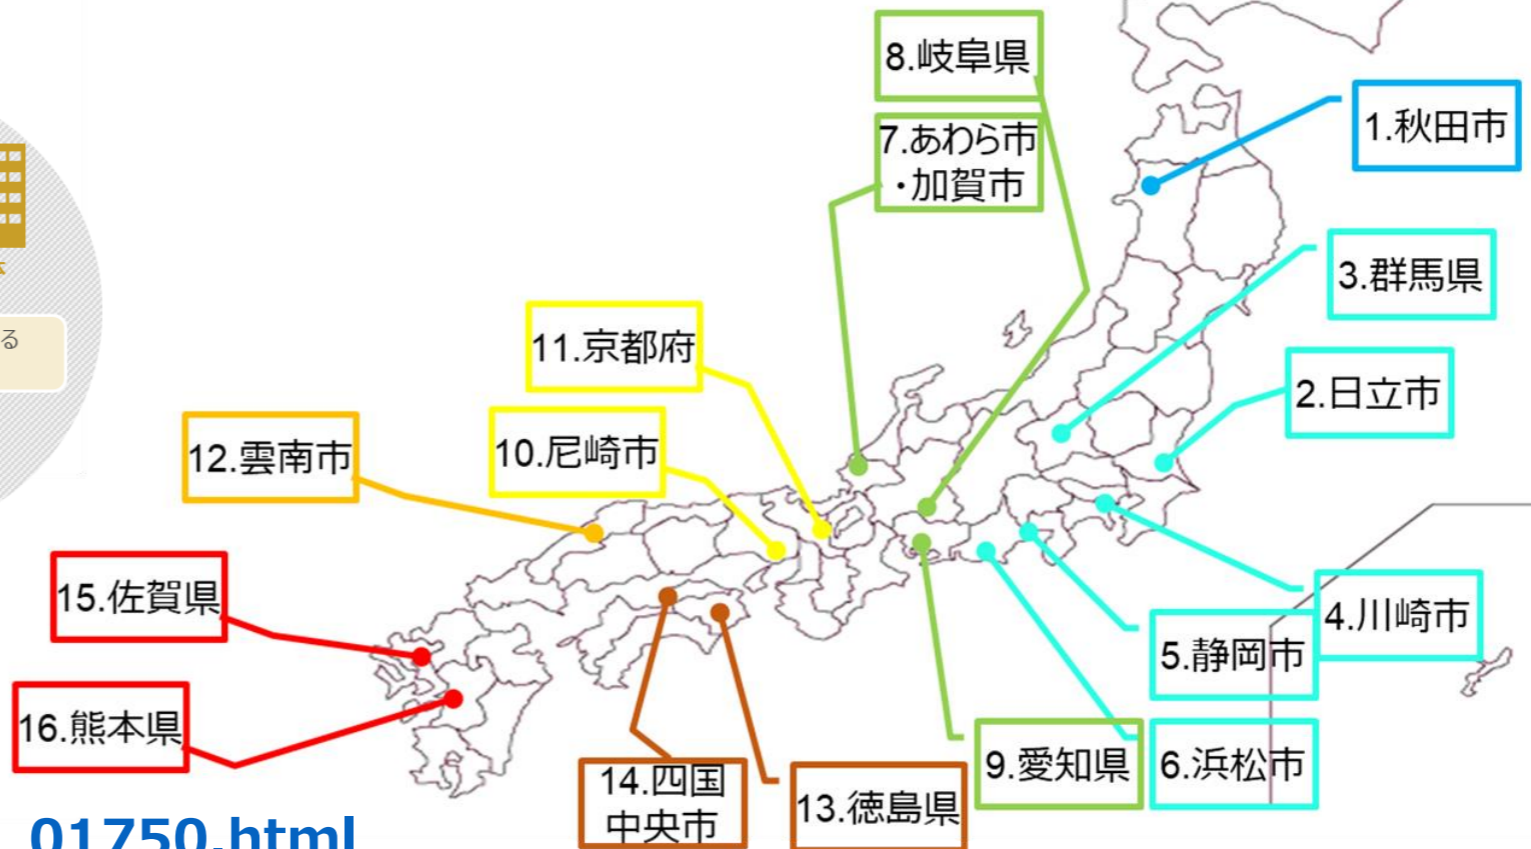 8.岐阜県
7.あわら市
・加賀市
1.秋田市
3.群馬県
2.日立市
11.京都府
10.尼崎市
12.雲南市
15.佐賀県
16.熊本県
14.四国
中央市
13.徳島県
9.愛知県
6.浜松市
5.静岡市
4.川崎市
る
01750.html